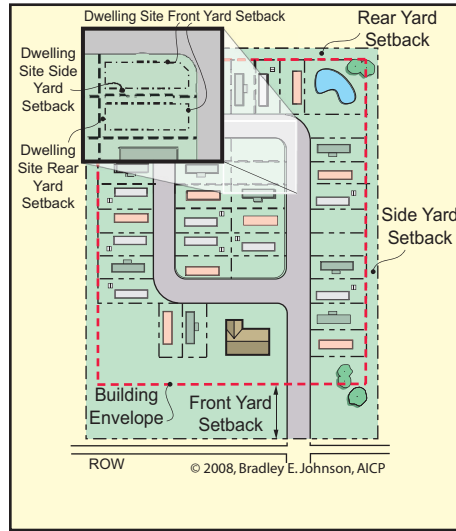 Dwelling Site Front Yard Setback
Rear Yard
Setback
Dwelling
Site Side
Yard
Setback
Dwelling
Site Rear
Yard
Setback
Side Yard
Setback
Building
Envelope
Front Yard
Setback
ROW
© 2008, Bradley E. Johnson, AICP